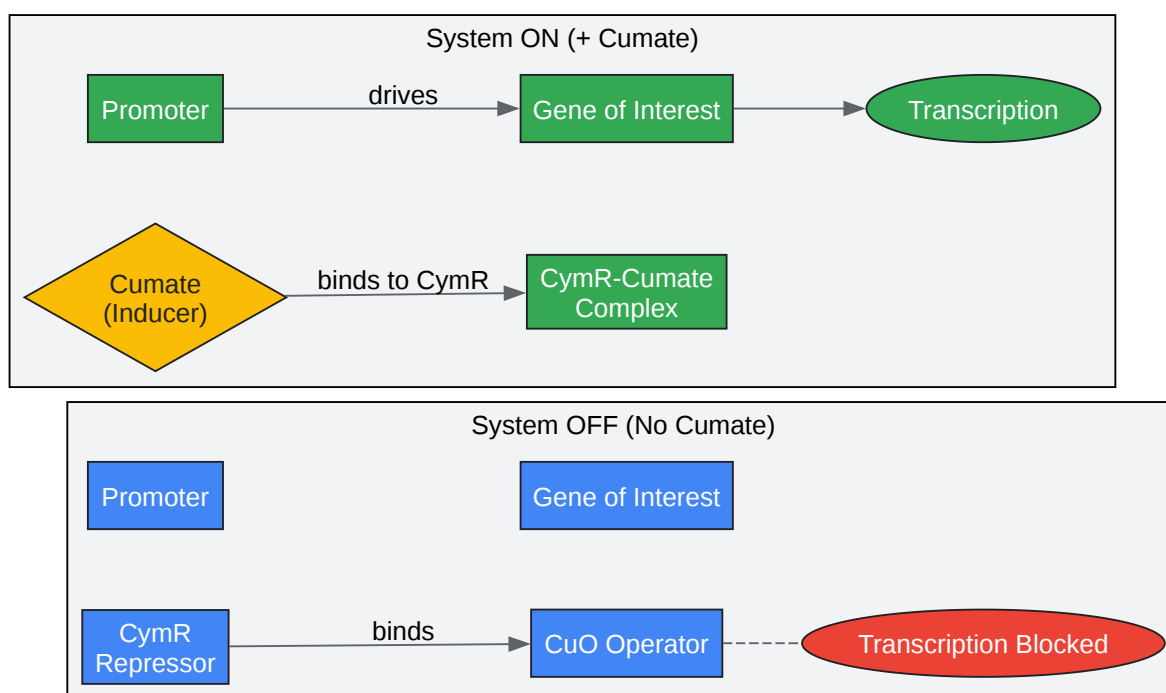 System ON (+ Cumate)
Promoter
drives
Gene of Interest
Transcription
Cumate
(Inducer)
binds to CymR
CymR-Cumate
Complex
System OFF (No Cumate)
Promoter
Gene of Interest
CymR
Repressor
binds
CuO Operator
Transcription Blocked